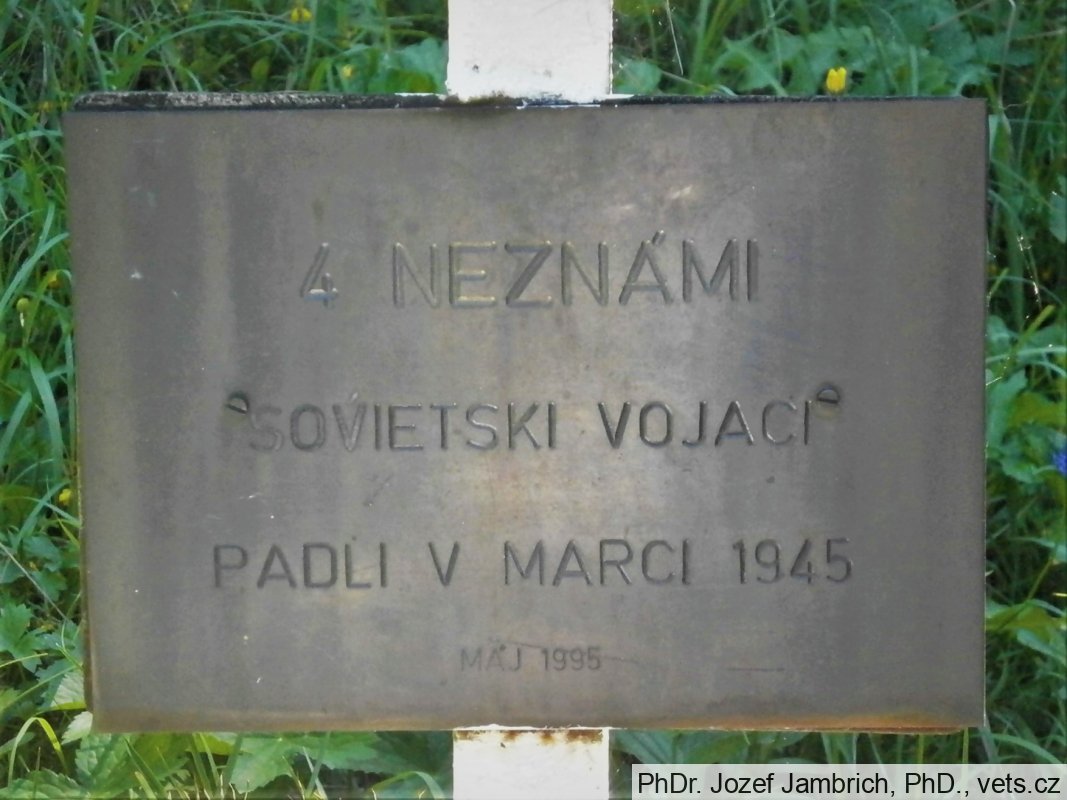 4 NEZNÁMI
SOVIETSKI VOJACI
PADLI V MARCI 1945
MÁJ 1995
PhDr. Jozef Jambrich, PhD., vets.cz